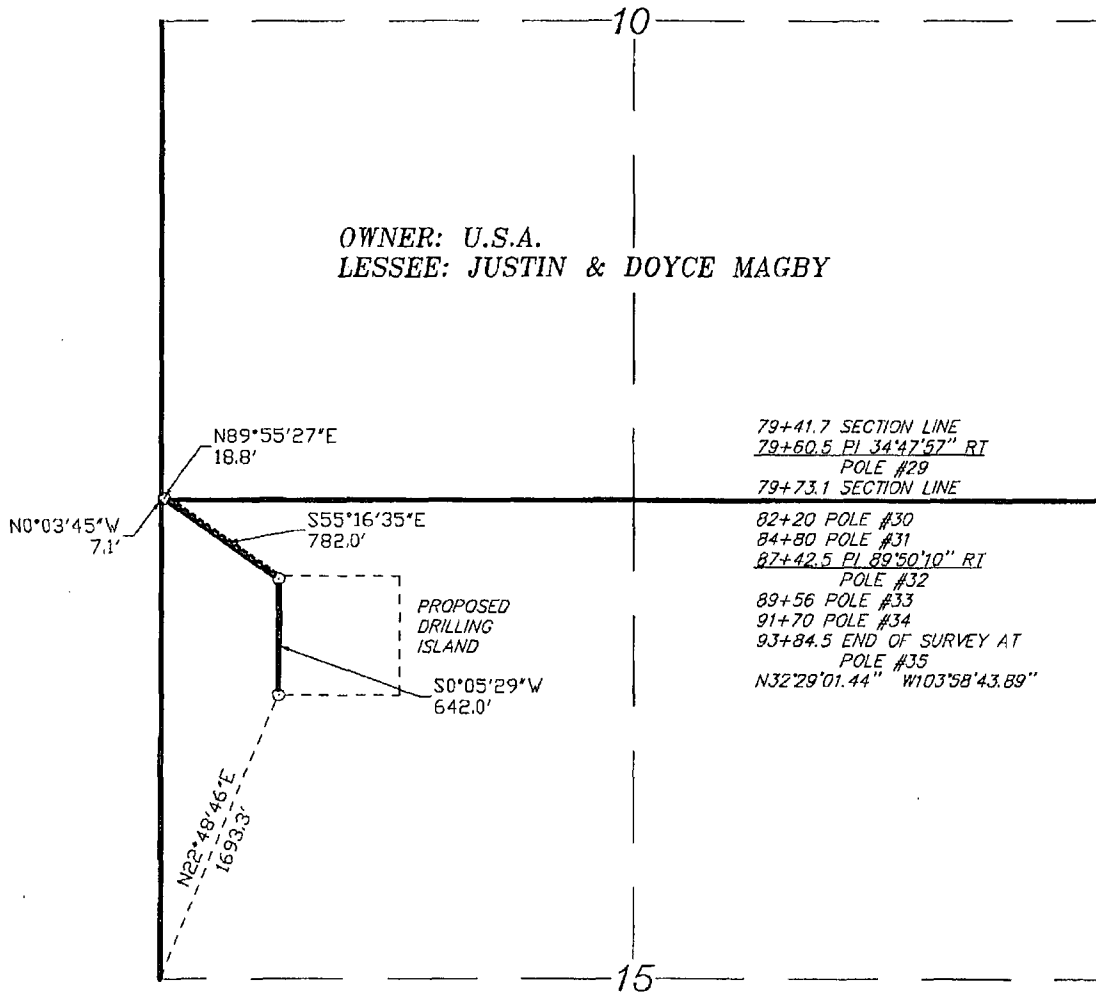 10
OWNER: U.S.A.
LESSEE: JUSTIN & DOYCE MAGBY
N89°55'27"E
18.8'
N0°03'45"W
7.1'
S55°16'35"E
782.0'
79+41.7 SECTION LINE
79+60.5 PI 34°47'57" RT
POLE #29
79+73.1 SECTION LINE
82+20 POLE #30
84+80 POLE #31
87+42.5 PI 89°50'10" RT
POLE #32
89+56 POLE #33
91+70 POLE #34
93+84.5 END OF SURVEY AT
POLE #35
N32°29'01.44" W103°58'43.89"
PROPOSED
DRILLING
ISLAND
S0°05'29"W
642.0'
N22°48'46"E
1693.3'
15